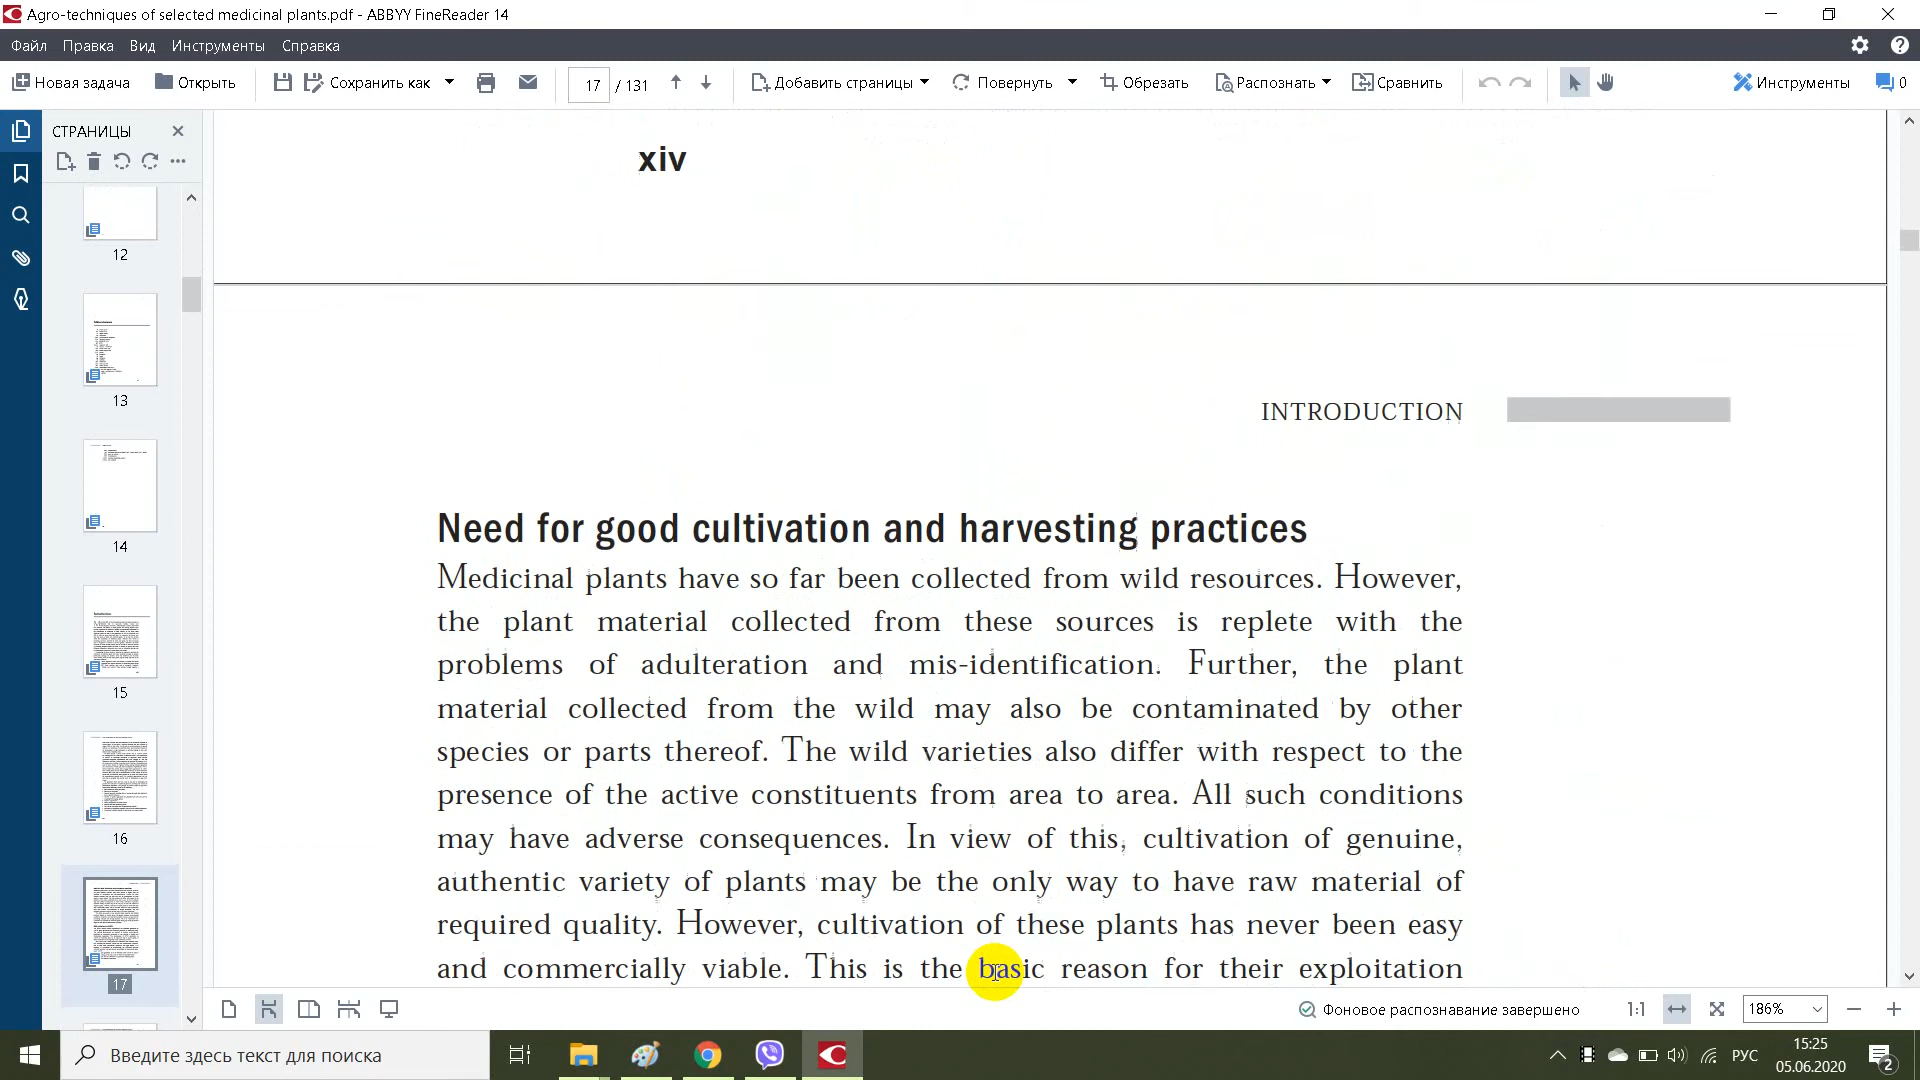 Agro-techniques of selected medicinal plants.pdf - ABBYY FineReader 14
Файл Правка Вид Инструменты Справка
Новая задача Открыть Сохранить как 17 / 131 Добавить страницы Повернуть Обрезать Распознать Сравнить Инструменты 0
СТРАНИЦЫ
12
13
14
15
16
17
xiv
INTRODUCTION
Need for good cultivation and harvesting practices
Medicinal plants have so far been collected from wild resources. However,
the plant material collected from these sources is replete with the
problems of adulteration and mis-identification. Further, the plant
material collected from the wild may also be contaminated by other
species or parts thereof. The wild varieties also differ with respect to the
presence of the active constituents from area to area. All such conditions
may have adverse consequences. In view of this, cultivation of genuine,
authentic variety of plants may be the only way to have raw material of
required quality. However, cultivation of these plants has never been easy
and commercially viable. This is the basic reason for their exploitation
Фоновое распознавание завершено 1:1 186%
Введите здесь текст для поиска
РУС
15:25
05.06.2020
2